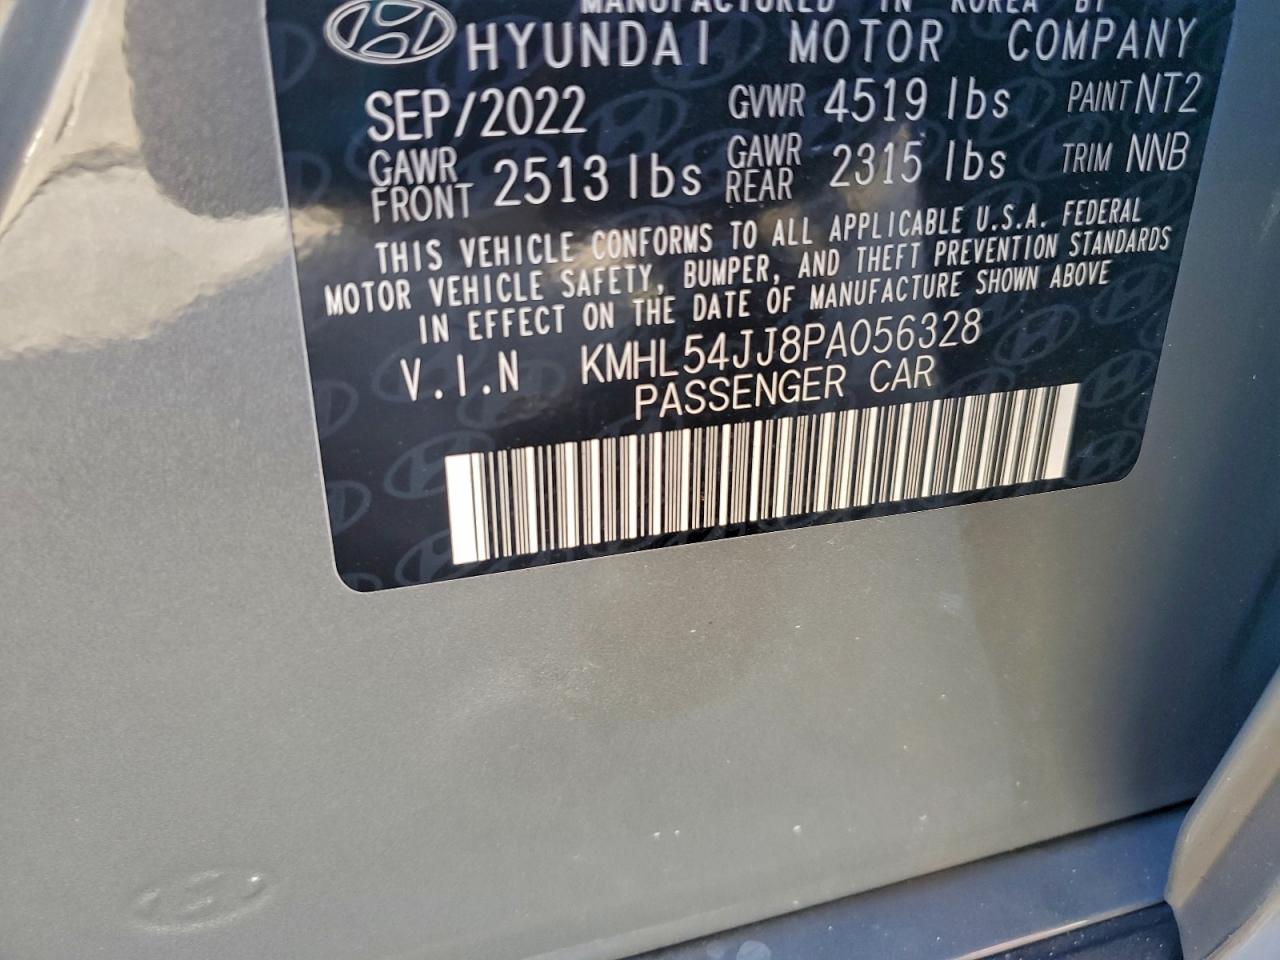 MANUFACTURED IN KOREA BY
HYUNDAI MOTOR COMPANY
SEP/2022 GVWR 4519 lbs PAINT NT2
GAWR FRONT 2513 lbs GAWR REAR 2315 lbs TRIM NNB
THIS VEHICLE CONFORMS TO ALL APPLICABLE U.S.A. FEDERAL
MOTOR VEHICLE SAFETY, BUMPER, AND THEFT PREVENTION STANDARDS
IN EFFECT ON THE DATE OF MANUFACTURE SHOWN ABOVE
V.I.N KMHL54JJ8PA056328
PASSENGER CAR